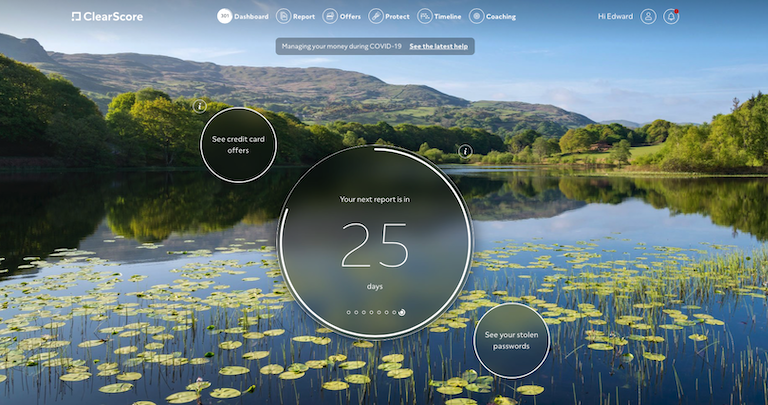 ClearScore
Dashboard
Report
Offers
Protect
Timeline
Coaching
Hi Edward
Managing your money during COVID-19 See the latest help
i
See credit card
offers
i
Your next report is in
25
days
See your stolen
passwords